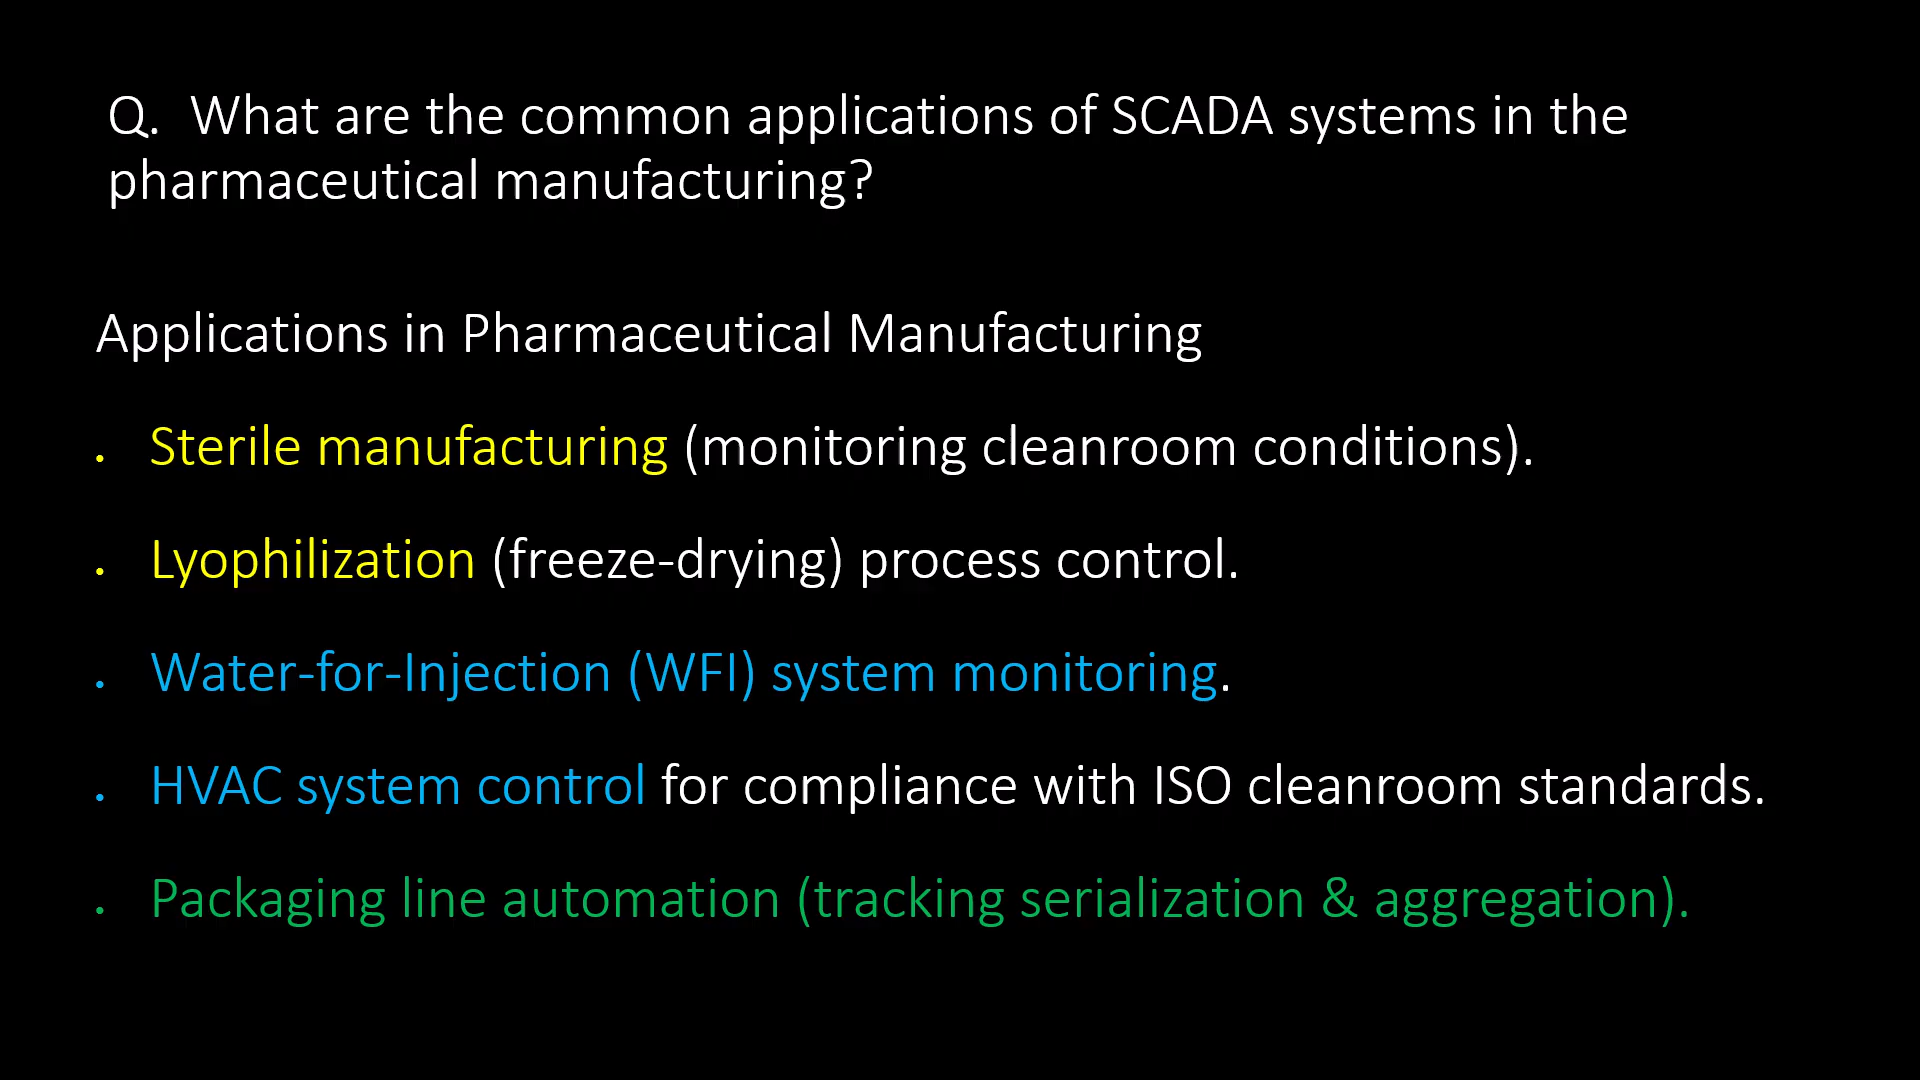 Q.  What are the common applications of SCADA systems in the
pharmaceutical manufacturing?
Applications in Pharmaceutical Manufacturing
• Sterile manufacturing (monitoring cleanroom conditions).
• Lyophilization (freeze-drying) process control.
• Water-for-Injection (WFI) system monitoring.
• HVAC system control for compliance with ISO cleanroom standards.
• Packaging line automation (tracking serialization & aggregation).